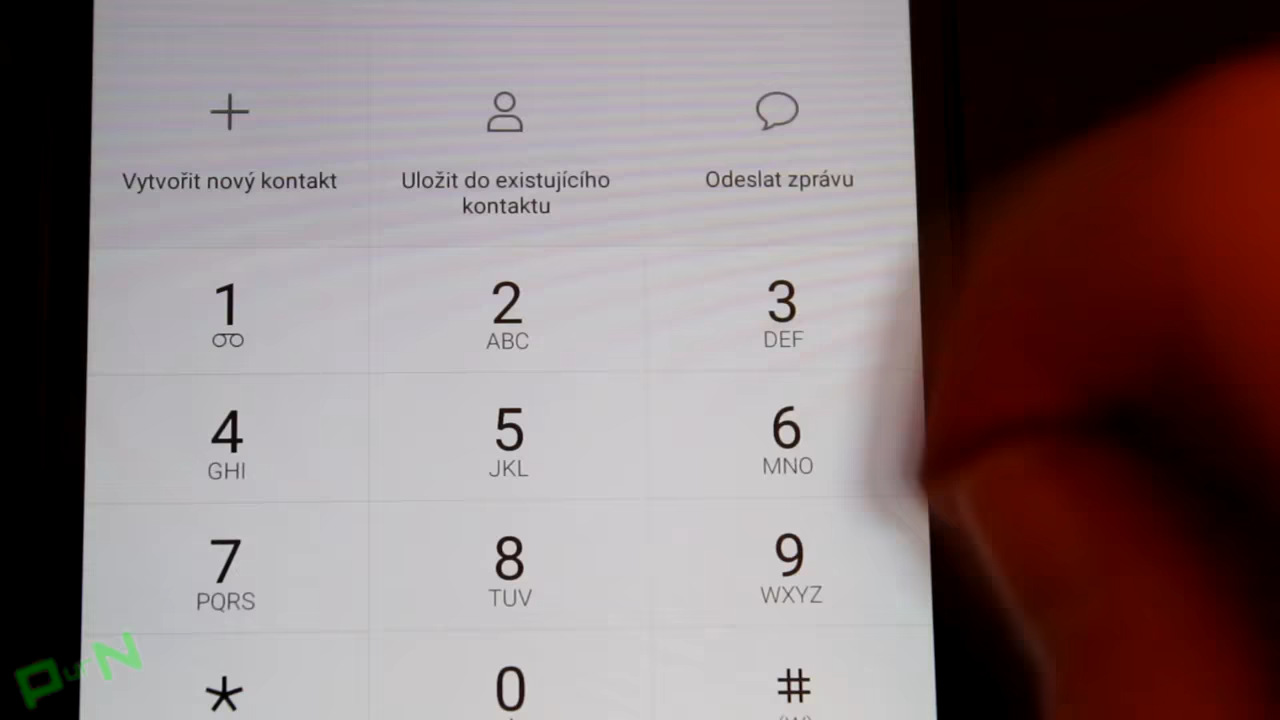 Vytvořit nový kontakt
Uložit do existujícího
kontaktu
Odeslat zprávu
1
2
ABC
3
DEF
4
GHI
5
JKL
6
MNO
7
PQRS
8
TUV
9
WXYZ
*
0
#
PurN